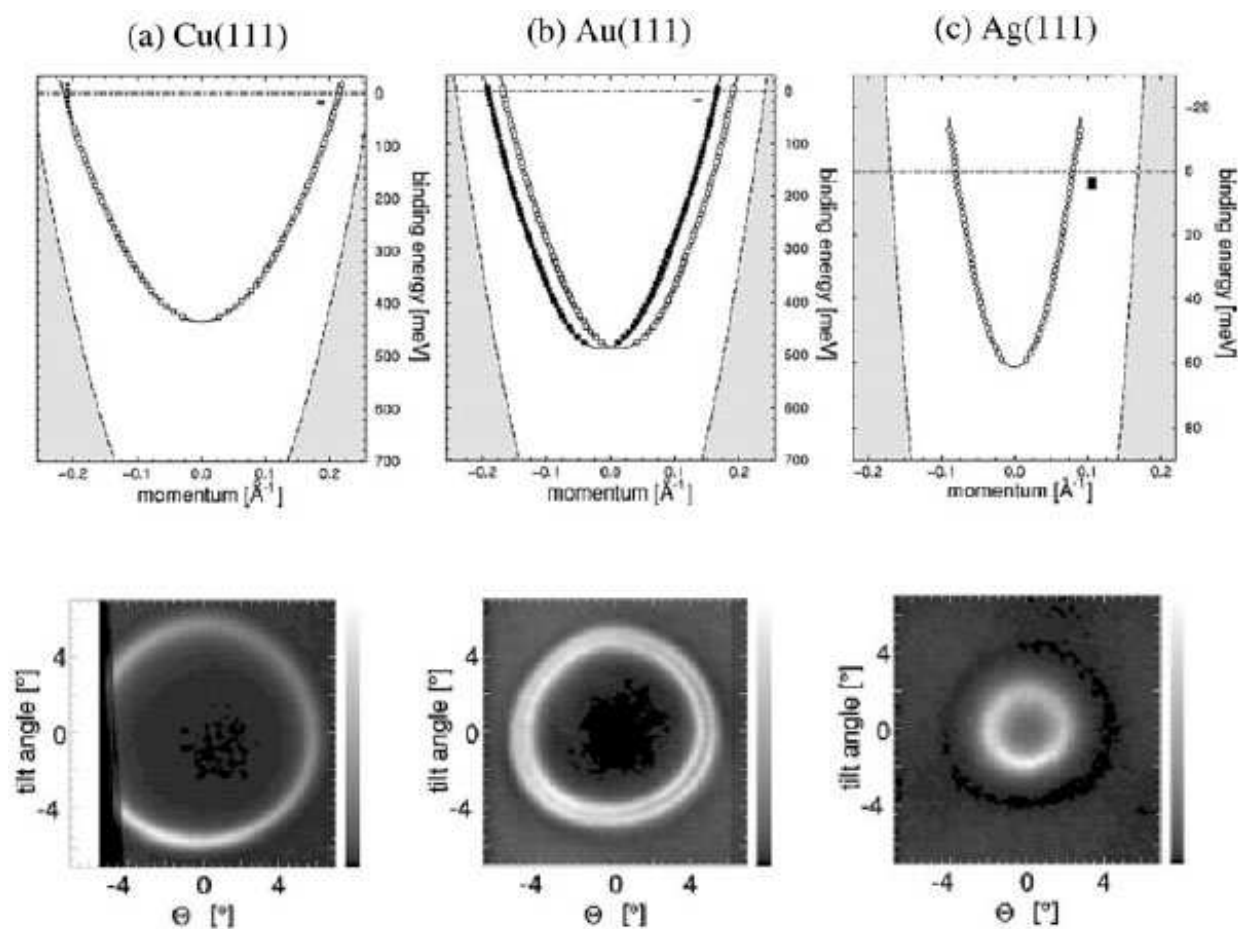 (a) Cu(111)
(b) Au(111)
(c) Ag(111)
0
100
200
300
400
500
600
700
binding energy [meV]
−0.2 −0.1 0.0 0.1 0.2
momentum [Å⁻¹]
0
100
200
300
400
500
600
700
binding energy [meV]
−0.2 −0.1 0.0 0.1 0.2
momentum [Å⁻¹]
−20
0
20
40
60
80
binding energy [meV]
−0.2 −0.1 0.0 0.1 0.2
momentum [Å⁻¹]
tilt angle [°]
4
0
-4
-4 0 4
Θ [°]
tilt angle [°]
4
0
-4
-4 0 4
Θ [°]
tilt angle [°]
4
0
-4
-4 0 4
Θ [°]